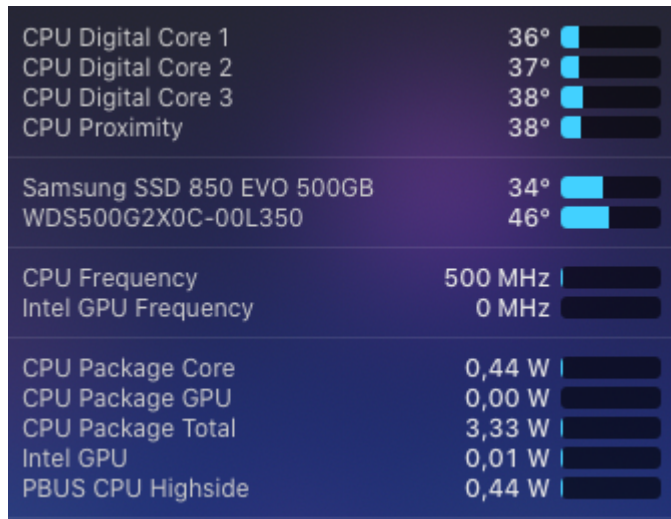 CPU Digital Core 1 36°
CPU Digital Core 2 37°
CPU Digital Core 3 38°
CPU Proximity 38°
Samsung SSD 850 EVO 500GB 34°
WDS500G2X0C-00L350 46°
CPU Frequency 500 MHz
Intel GPU Frequency 0 MHz
CPU Package Core 0,44 W
CPU Package GPU 0,00 W
CPU Package Total 3,33 W
Intel GPU 0,01 W
PBUS CPU Highside 0,44 W